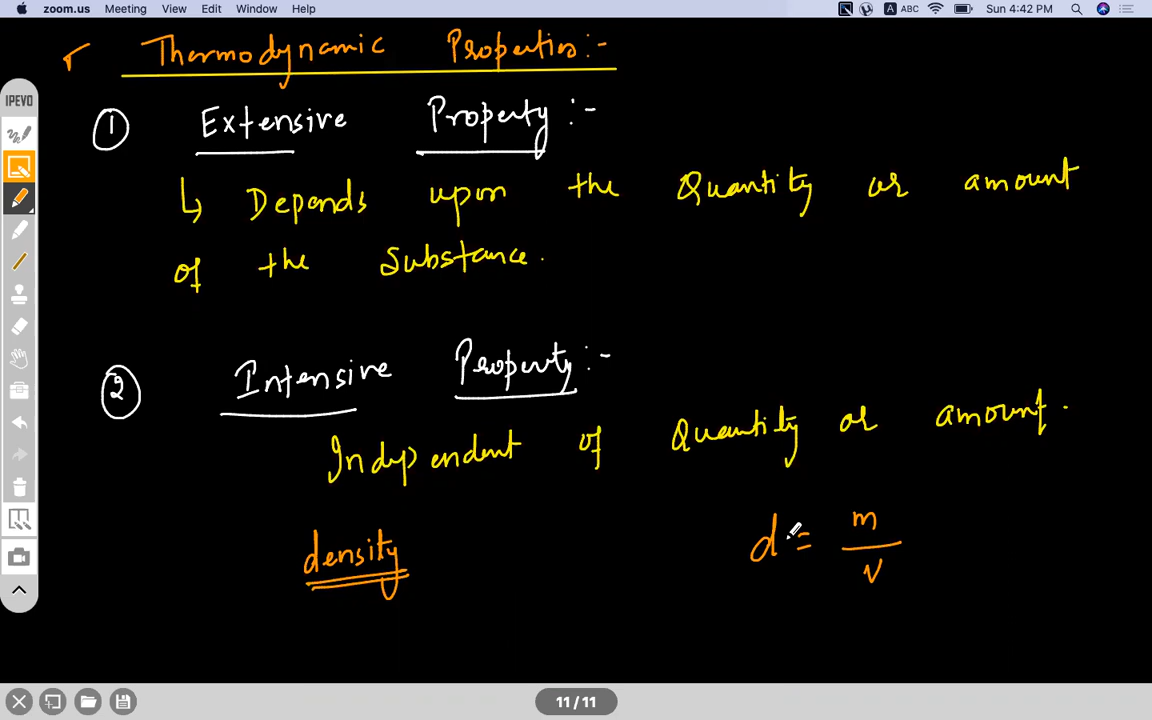 zoom.us Meeting View Edit Window Help
A ABC Sun 4:42 PM
Thermodynamic Properties:-
IPEVO
① Extensive Property:-
↳ Depends upon the Quantity or amount
of the Substance.
② Intensive Property:-
Independent of Quantity or amount.
density d = m
v
11/11